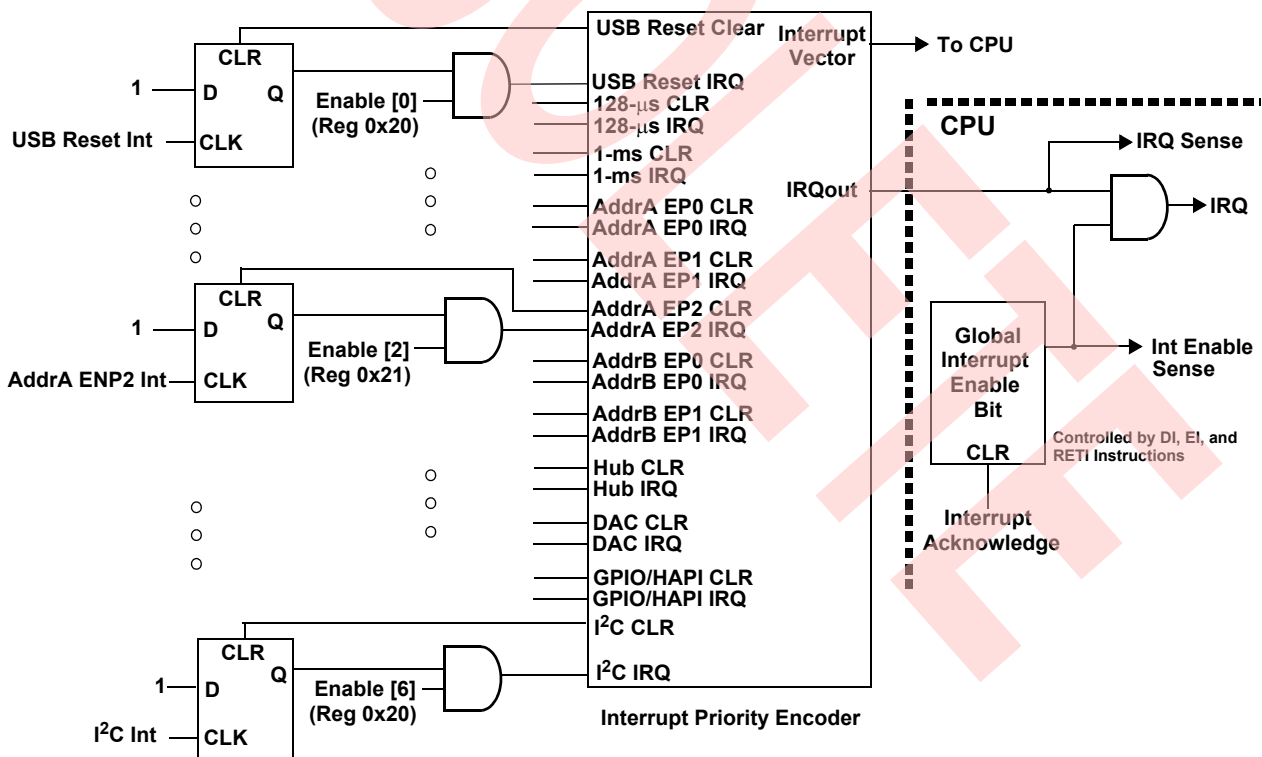 CLR
D
Q
1
CLK
USB Reset Int
Enable [0]
(Reg 0x20)
CLR
D
Q
1
CLK
AddrA ENP2 Int
Enable [2]
(Reg 0x21)
CLR
D
Q
1
CLK
I²C Int
Enable [6]
(Reg 0x20)
USB Reset Clear
USB Reset IRQ
128-μs CLR
128-μs IRQ
1-ms CLR
1-ms IRQ
AddrA EP0 CLR
AddrA EP0 IRQ
AddrA EP1 CLR
AddrA EP1 IRQ
AddrA EP2 CLR
AddrA EP2 IRQ
AddrB EP0 CLR
AddrB EP0 IRQ
AddrB EP1 CLR
AddrB EP1 IRQ
Hub CLR
Hub IRQ
DAC CLR
DAC IRQ
GPIO/HAPI CLR
GPIO/HAPI IRQ
I²C CLR
I²C IRQ
Interrupt
Vector
IRQout
Interrupt Priority Encoder
To CPU
CPU
IRQ Sense
IRQ
Global
Interrupt
Enable
Bit
CLR
Int Enable
Sense
Controlled by DI, EI, and
RETI Instructions
Interrupt
Acknowledge